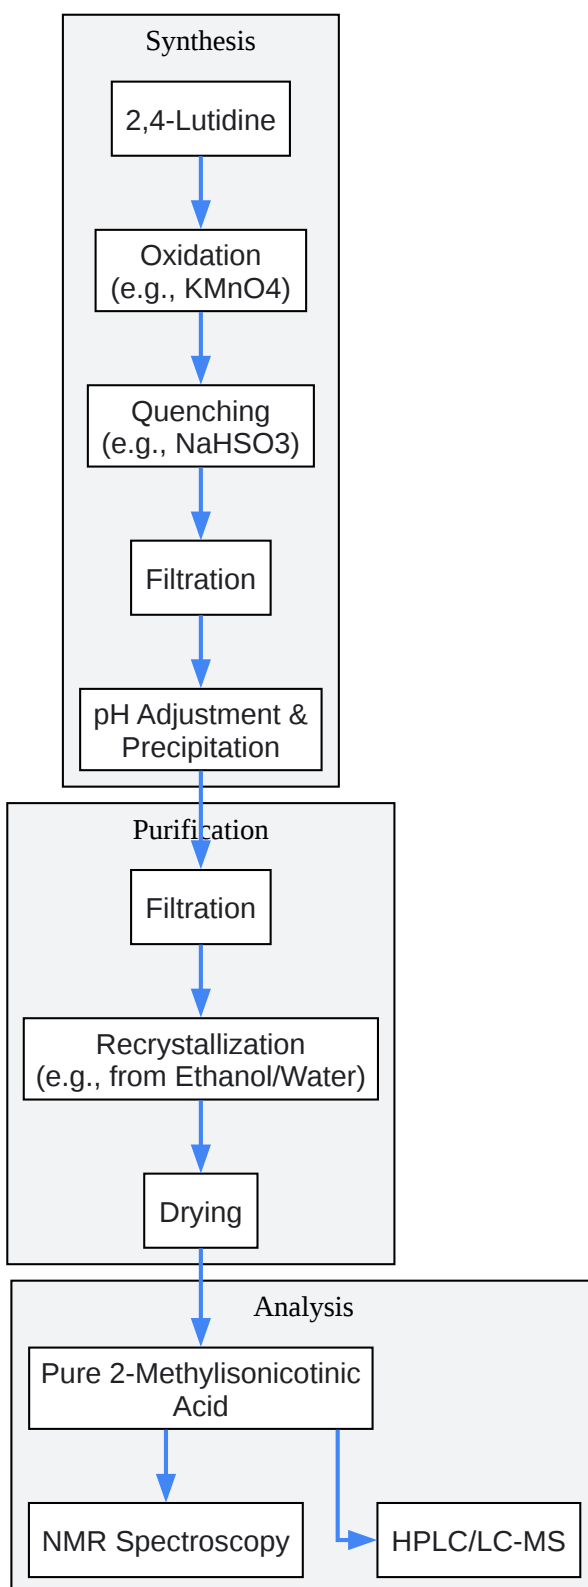 Synthesis
2,4-Lutidine
Oxidation
(e.g., KMnO4)
Quenching
(e.g., NaHSO3)
Filtration
pH Adjustment &
Precipitation
Purification
Filtration
Recrystallization
(e.g., from Ethanol/Water)
Drying
Analysis
Pure 2-Methylisonicotinic
Acid
NMR Spectroscopy
HPLC/LC-MS